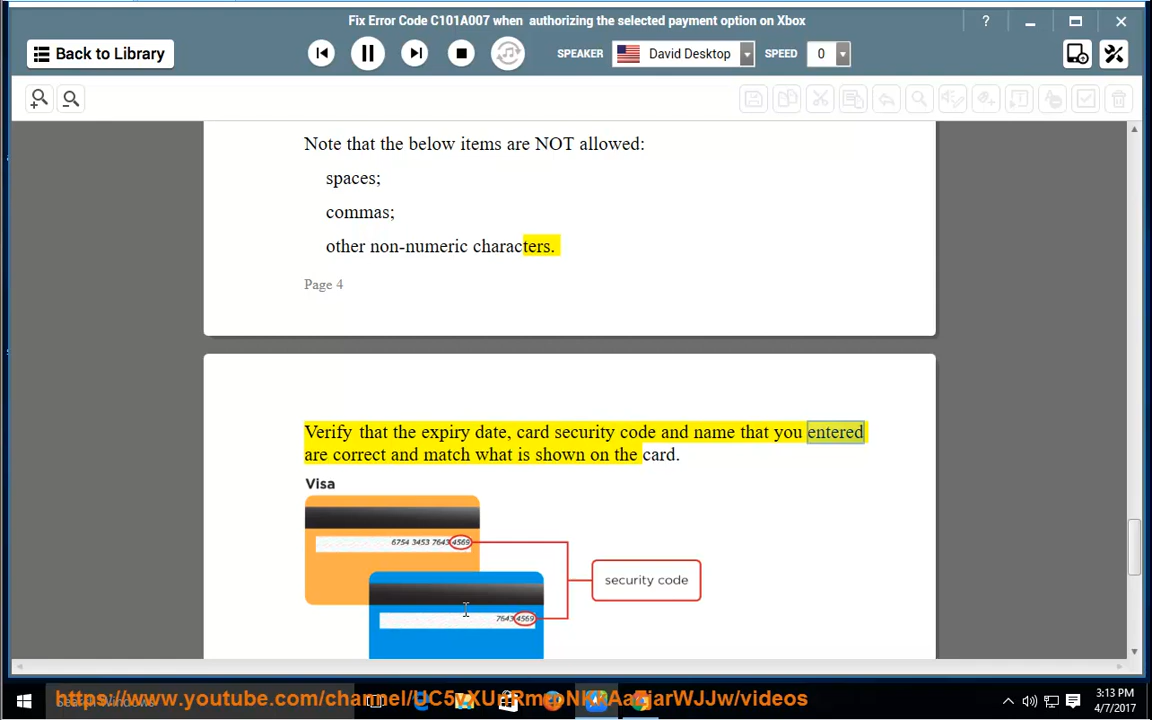 Fix Error Code C101A007 when authorizing the selected payment option on Xbox
Back to Library
SPEAKER David Desktop SPEED 0
Note that the below items are NOT allowed:
spaces;
commas;
other non-numeric characters.
Page 4
Verify that the expiry date, card security code and name that you entered
are correct and match what is shown on the card.
Visa
6754 3453 7643 4569
security code
7643 4569
3:13 PM
4/7/2017